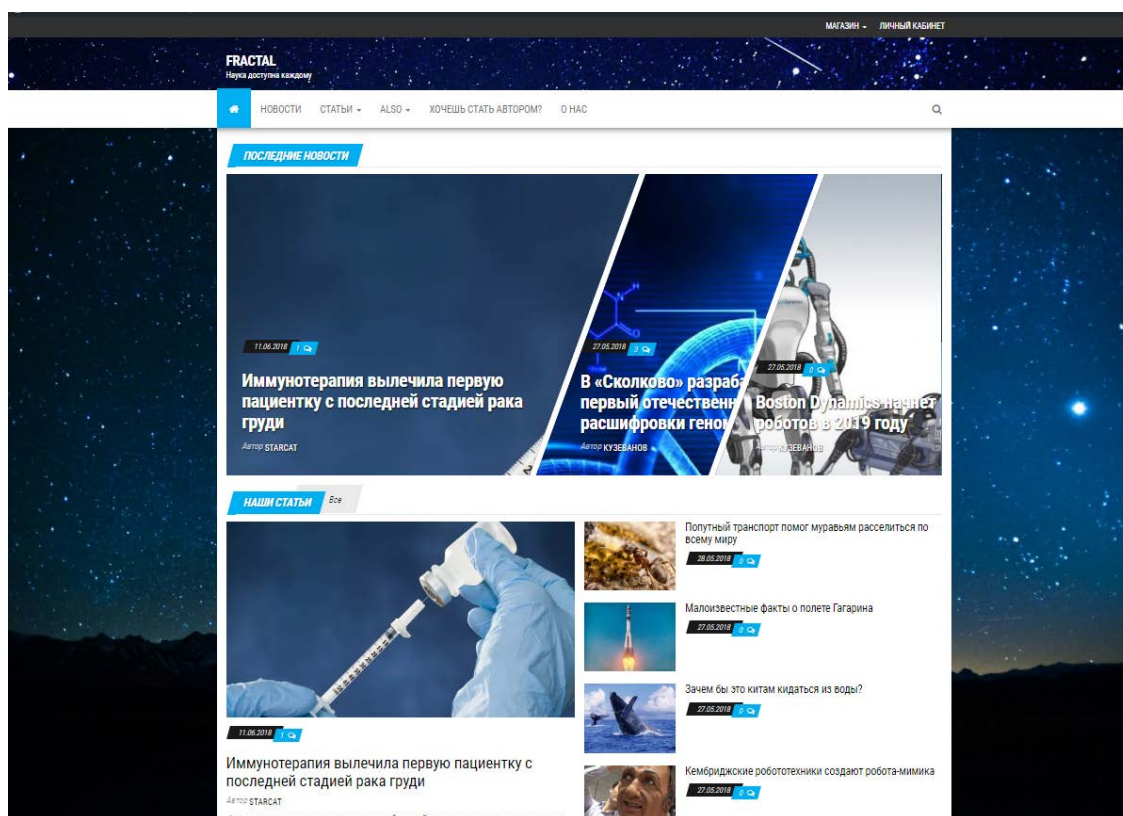 МАГАЗИН
ЛИЧНЫЙ КАБИНЕТ
FRACTAL
Наука доступна каждому
НОВОСТИ
СТАТЬИ
ALSO
ХОЧЕШЬ СТАТЬ АВТОРОМ?
О НАС
ПОСЛЕДНИЕ НОВОСТИ
11.06.2018 1
Иммунотерапия вылечила первую
пациентку с последней стадией рака
груди
Автор STARCAT
27.05.2018 3
В «Сколково» разраба
первый отечественн
расшифровки геном
Автор КУЗЕВАНОВ
27.05.2018 0
Boston Dynamics начнет
роботов в 2019 году
Автор КУЗЕВАНОВ
НАШИ СТАТЬИ
Все
11.06.2018 1
Иммунотерапия вылечила первую пациентку с
последней стадией рака груди
Автор STARCAT
Попутный транспорт помог муравьям расселиться по
всему миру
28.05.2018 0
Малоизвестные факты о полете Гагарина
27.05.2018 0
Зачем бы это китам кидаться из воды?
27.05.2018 0
Кембриджские робототехники создают робота-мимика
27.05.2018 0